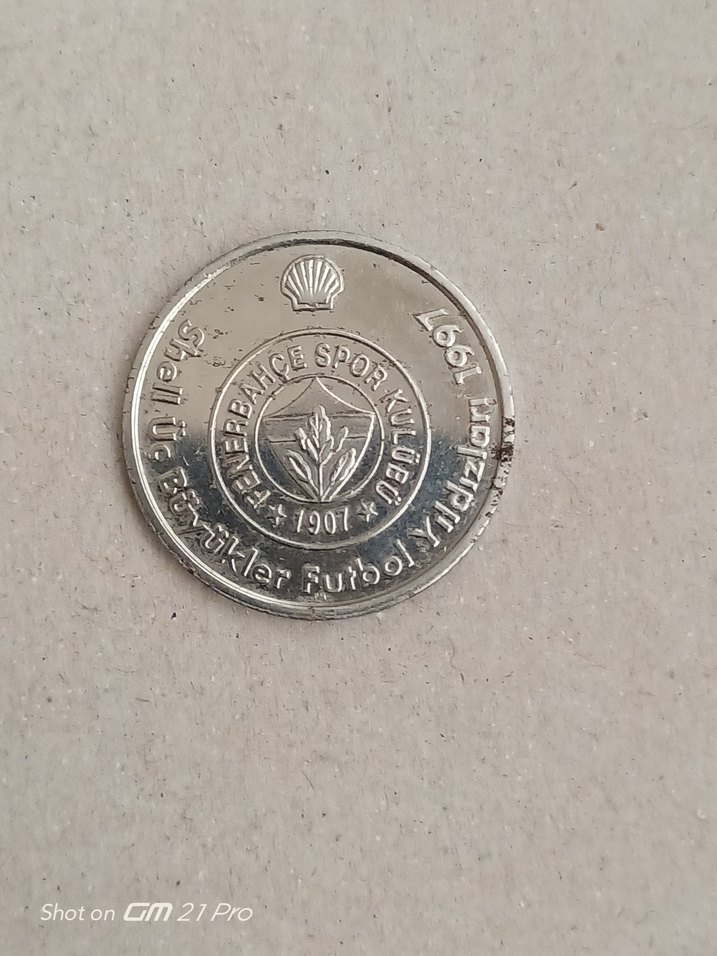 Shell Üç Büyükler Futbol Yıldızları 1997
FENERBAHÇE SPOR KULÜBÜ
★ 1907 ★
Shot on GM 21 Pro